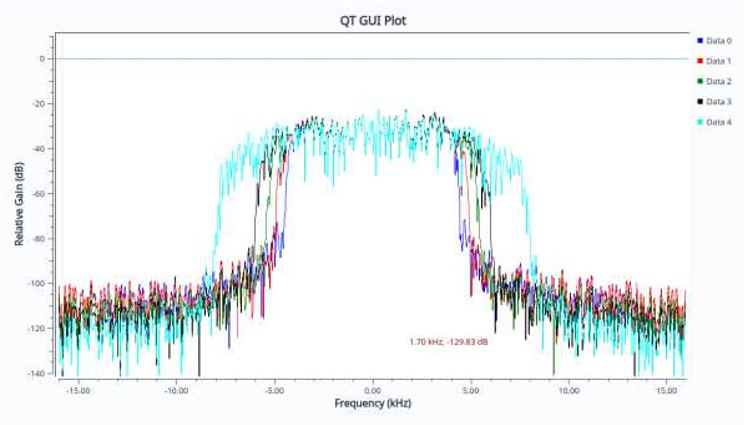 QT GUI Plot
Data 0
Data 1
Data 2
Data 3
Data 4
0
-20
-40
-60
-80
-100
-120
-140
Relative Gain (dB)
1.70 kHz, -129.83 dB
-15.00 -10.00 -5.00 0.00 5.00 10.00 15.00
Frequency (kHz)